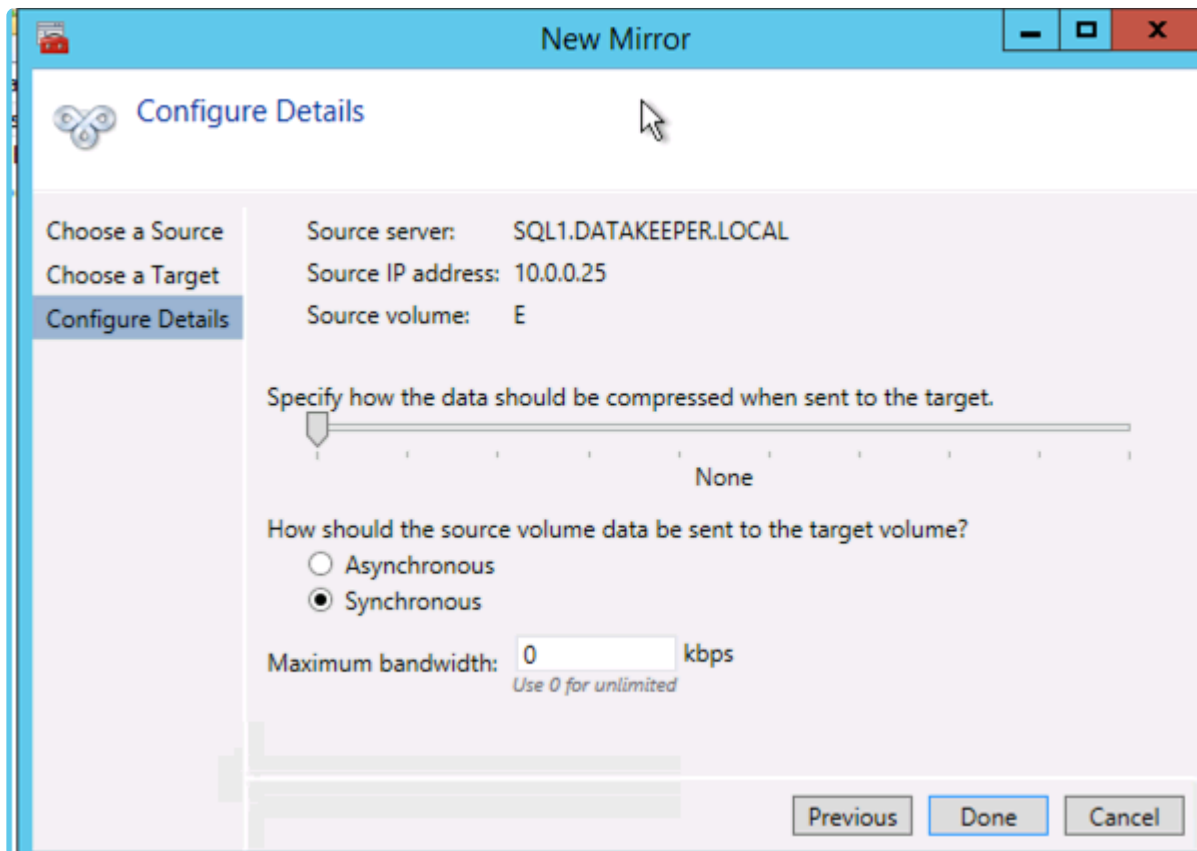 New Mirror
Configure Details
Choose a Source
Choose a Target
Configure Details
Source server: SQL1.DATAKEEPER.LOCAL
Source IP address: 10.0.0.25
Source volume: E
Specify how the data should be compressed when sent to the target.
None
How should the source volume data be sent to the target volume?
Asynchronous
Synchronous
Maximum bandwidth: 0 kbps
Use 0 for unlimited
Previous Done Cancel